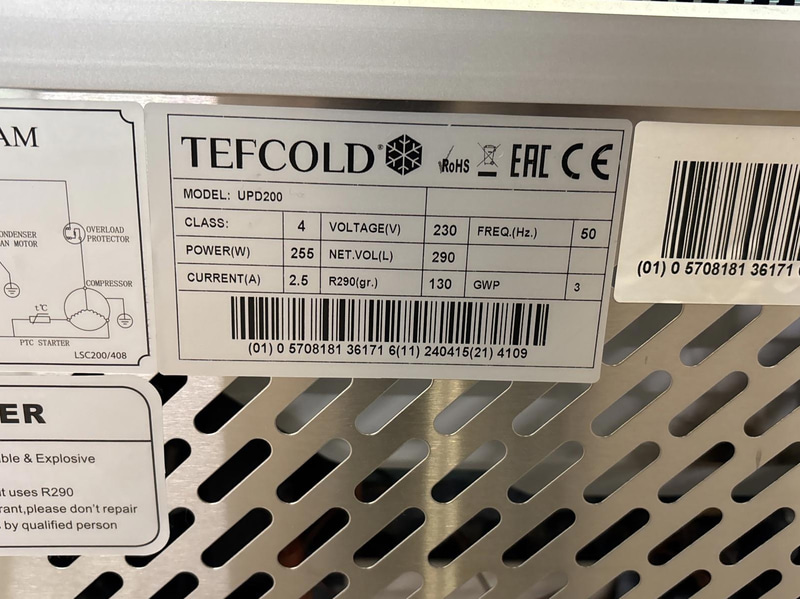 AM
ONDENSER
AN MOTOR
OVERLOAD
PROTECTOR
COMPRESSOR
t℃
PTC STARTER
LSC200/408
TEFCOLD® RoHS EAC CE
MODEL: UPD200
CLASS: 4 VOLTAGE(V) 230 FREQ.(Hz.) 50
POWER(W) 255 NET.VOL(L) 290
CURRENT(A) 2.5 R290(gr.) 130 GWP 3
(01) 0 5708181 36171 6(11) 240415(21) 4109
(01) 0 5708181 36171
ER
ble & Explosive
t uses R290
rant,please don't repair
by qualified person